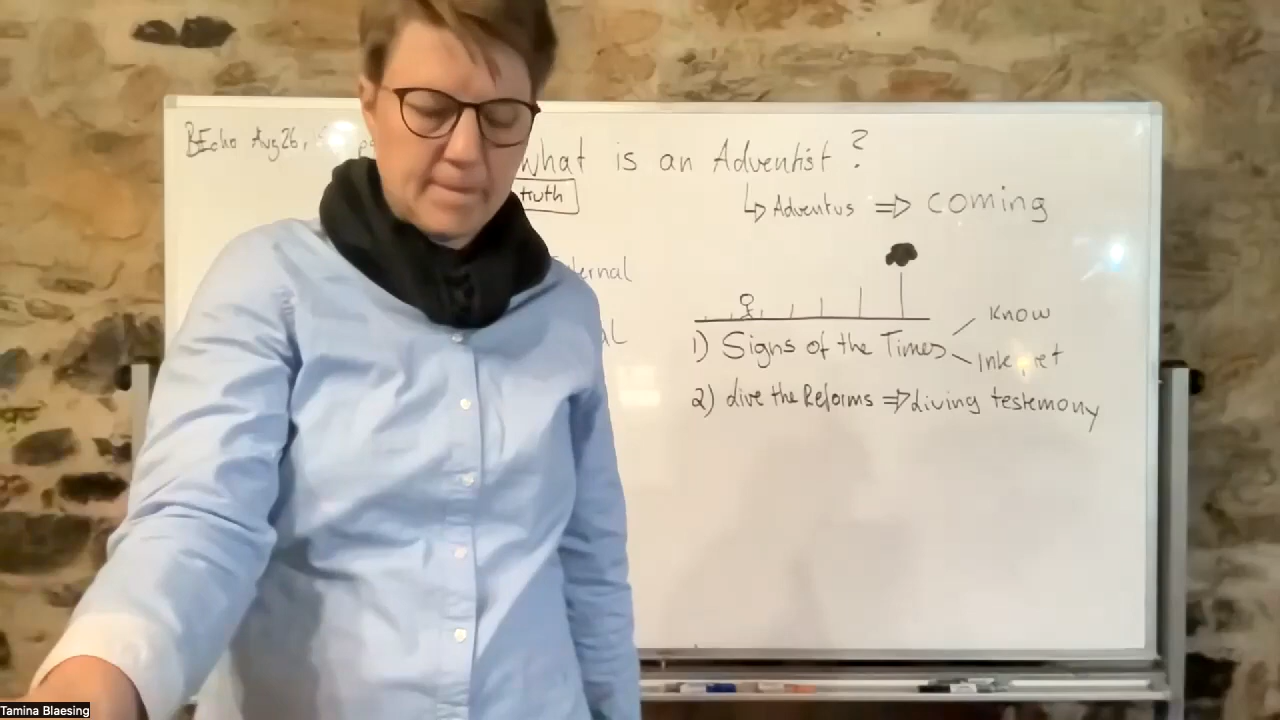 BEcho Aug 26,
what is an Adventist ?
truth
Adventus ⇒ coming
Know
1) Signs of the Times
2) Live the Reforms ⇒ Living testemony
Tamina Blaesing